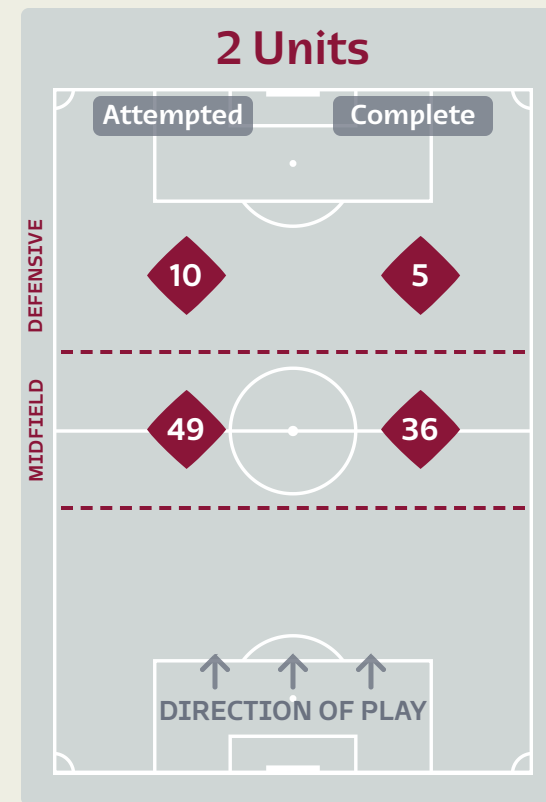 2 Units
Attempted Complete
DEFENSIVE
10 5
MIDFIELD
49 36
DIRECTION OF PLAY